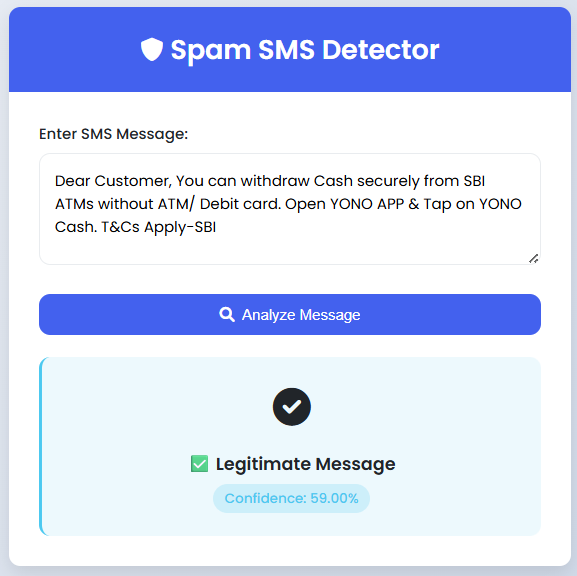 Spam SMS Detector
Enter SMS Message:
Dear Customer, You can withdraw Cash securely from SBI
ATMs without ATM/ Debit card. Open YONO APP & Tap on YONO
Cash. T&Cs Apply-SBI
Analyze Message
✅ Legitimate Message
Confidence: 59.00%